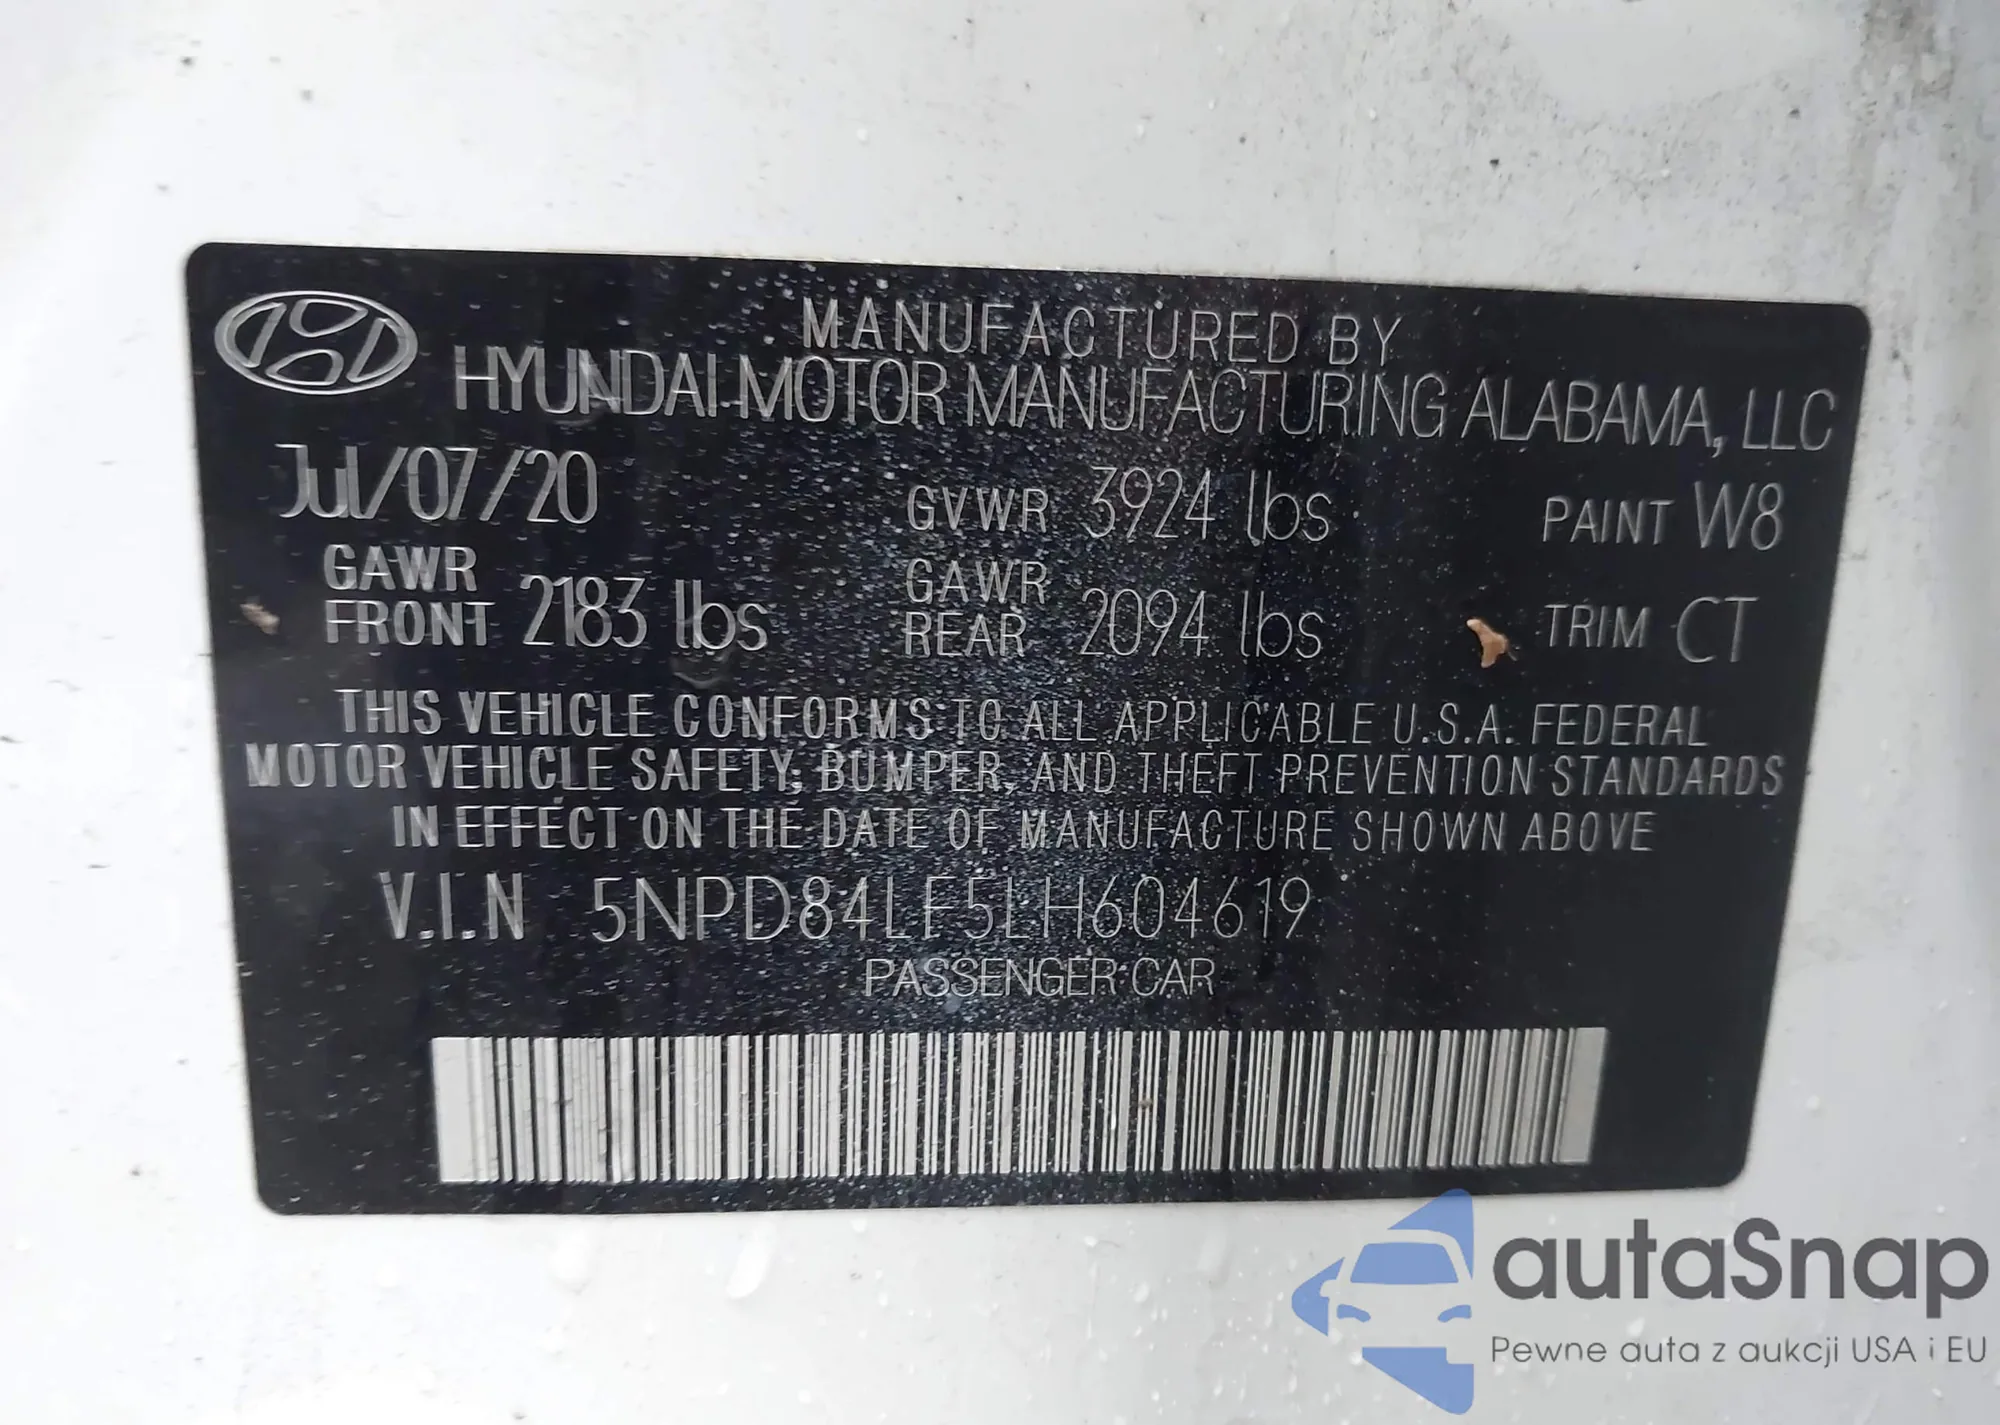 MANUFACTURED BY
HYUNDAI MOTOR MANUFACTURING ALABAMA, LLC
Jul/07/20 GVWR 3924 lbs PAINT W8
GAWR FRONT 2183 lbs GAWR REAR 2094 lbs TRIM CT
THIS VEHICLE CONFORMS TO ALL APPLICABLE U.S.A. FEDERAL
MOTOR VEHICLE SAFETY, BUMPER, AND THEFT PREVENTION STANDARDS
IN EFFECT ON THE DATE OF MANUFACTURE SHOWN ABOVE
V.I.N 5NPD84LF5LH604619
PASSENGER CAR
autaSnap
Pewne auta z aukcji USA i EU